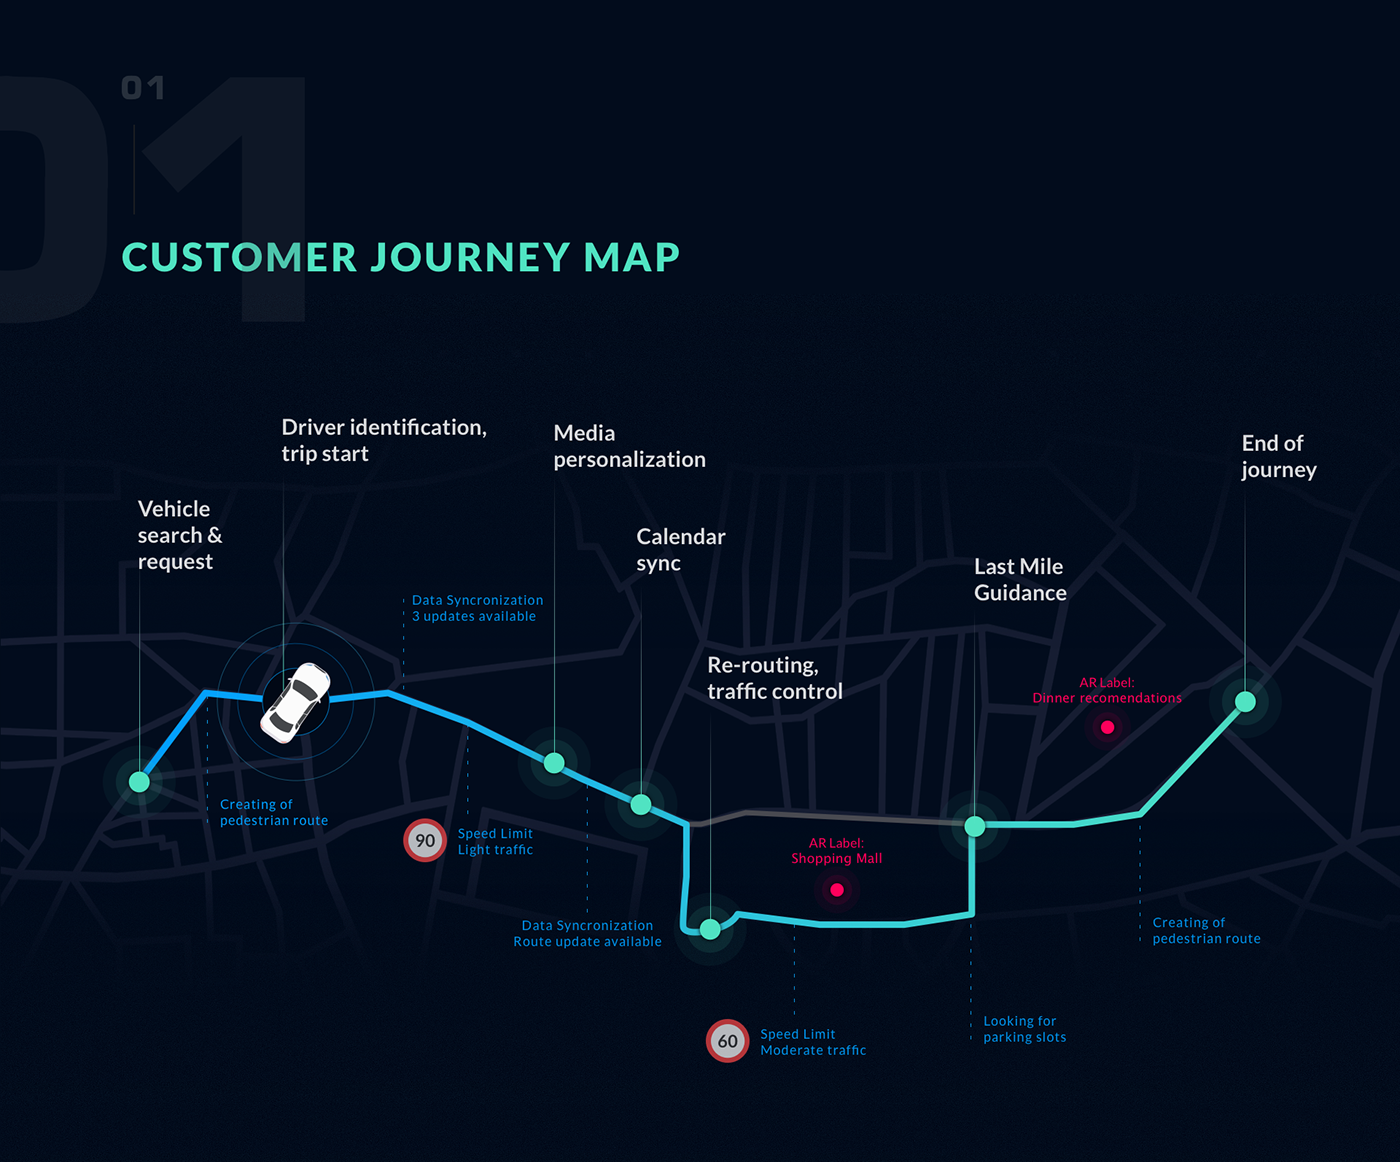 01
01
CUSTOMER JOURNEY MAP
Driver identification,
trip start
Media
personalization
End of
journey
Vehicle
search &
request
Calendar
sync
Last Mile
Guidance
Data Syncronization
3 updates available
Re-routing,
traffic control
AR Label:
Dinner recomendations
Creating of
pedestrian route
90
Speed Limit
Light traffic
AR Label:
Shopping Mall
Data Syncronization
Route update available
Creating of
pedestrian route
Looking for
parking slots
60
Speed Limit
Moderate traffic